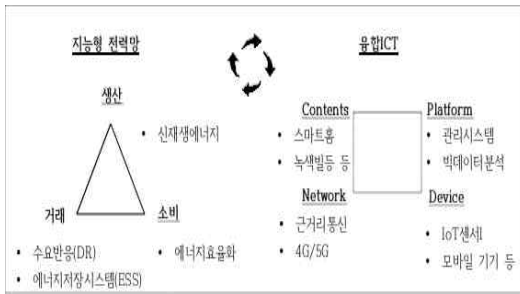 지능형 전력망
융합ICT
생산
• 신재생에너지
거래
소비
• 수요반응(DR)
• 에너지저장시스템(ESS)
• 에너지효율화
Contents
• 스마트홈
• 녹색빌등 등
Platform
• 관리시스템
• 빅데이터분석
Network
• 근거리통신
• 4G/5G
Device
• IoT센서I
• 모바일 기기 등